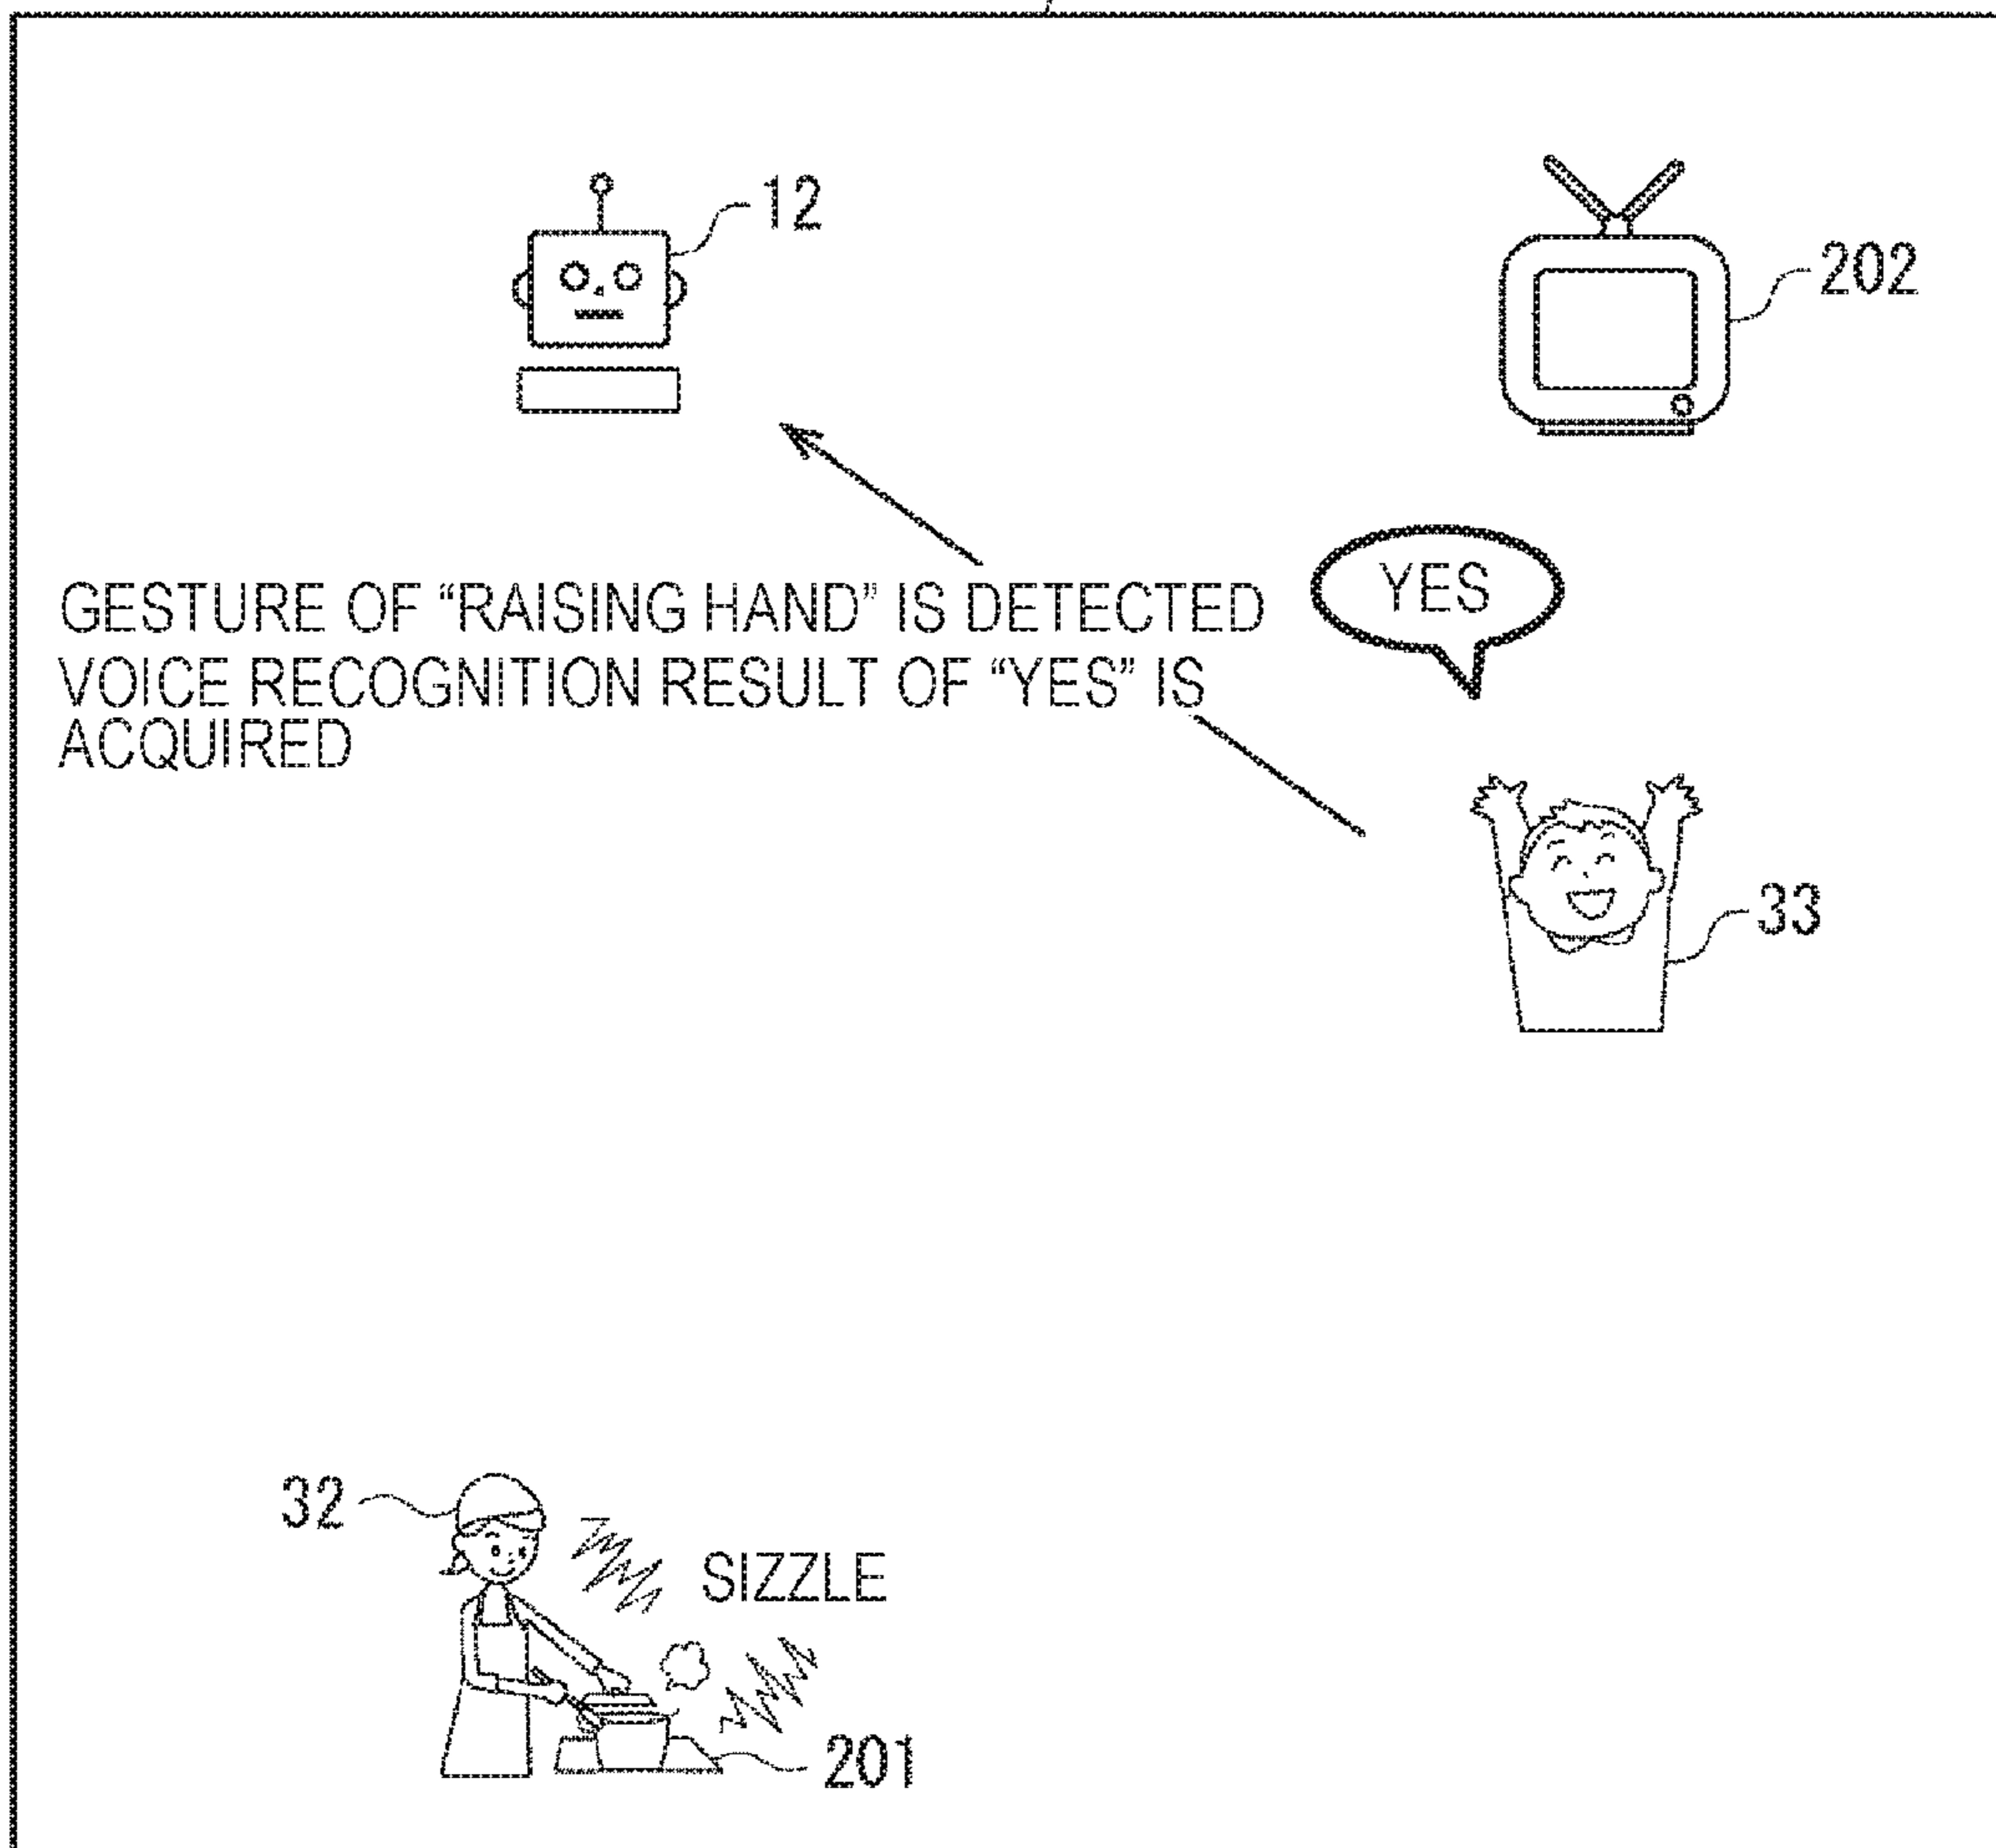 12
202
YES
GESTURE OF “RAISING HAND” IS DETECTED
VOICE RECOGNITION RESULT OF “YES” IS
ACQUIRED
33
32
SIZZLE
201